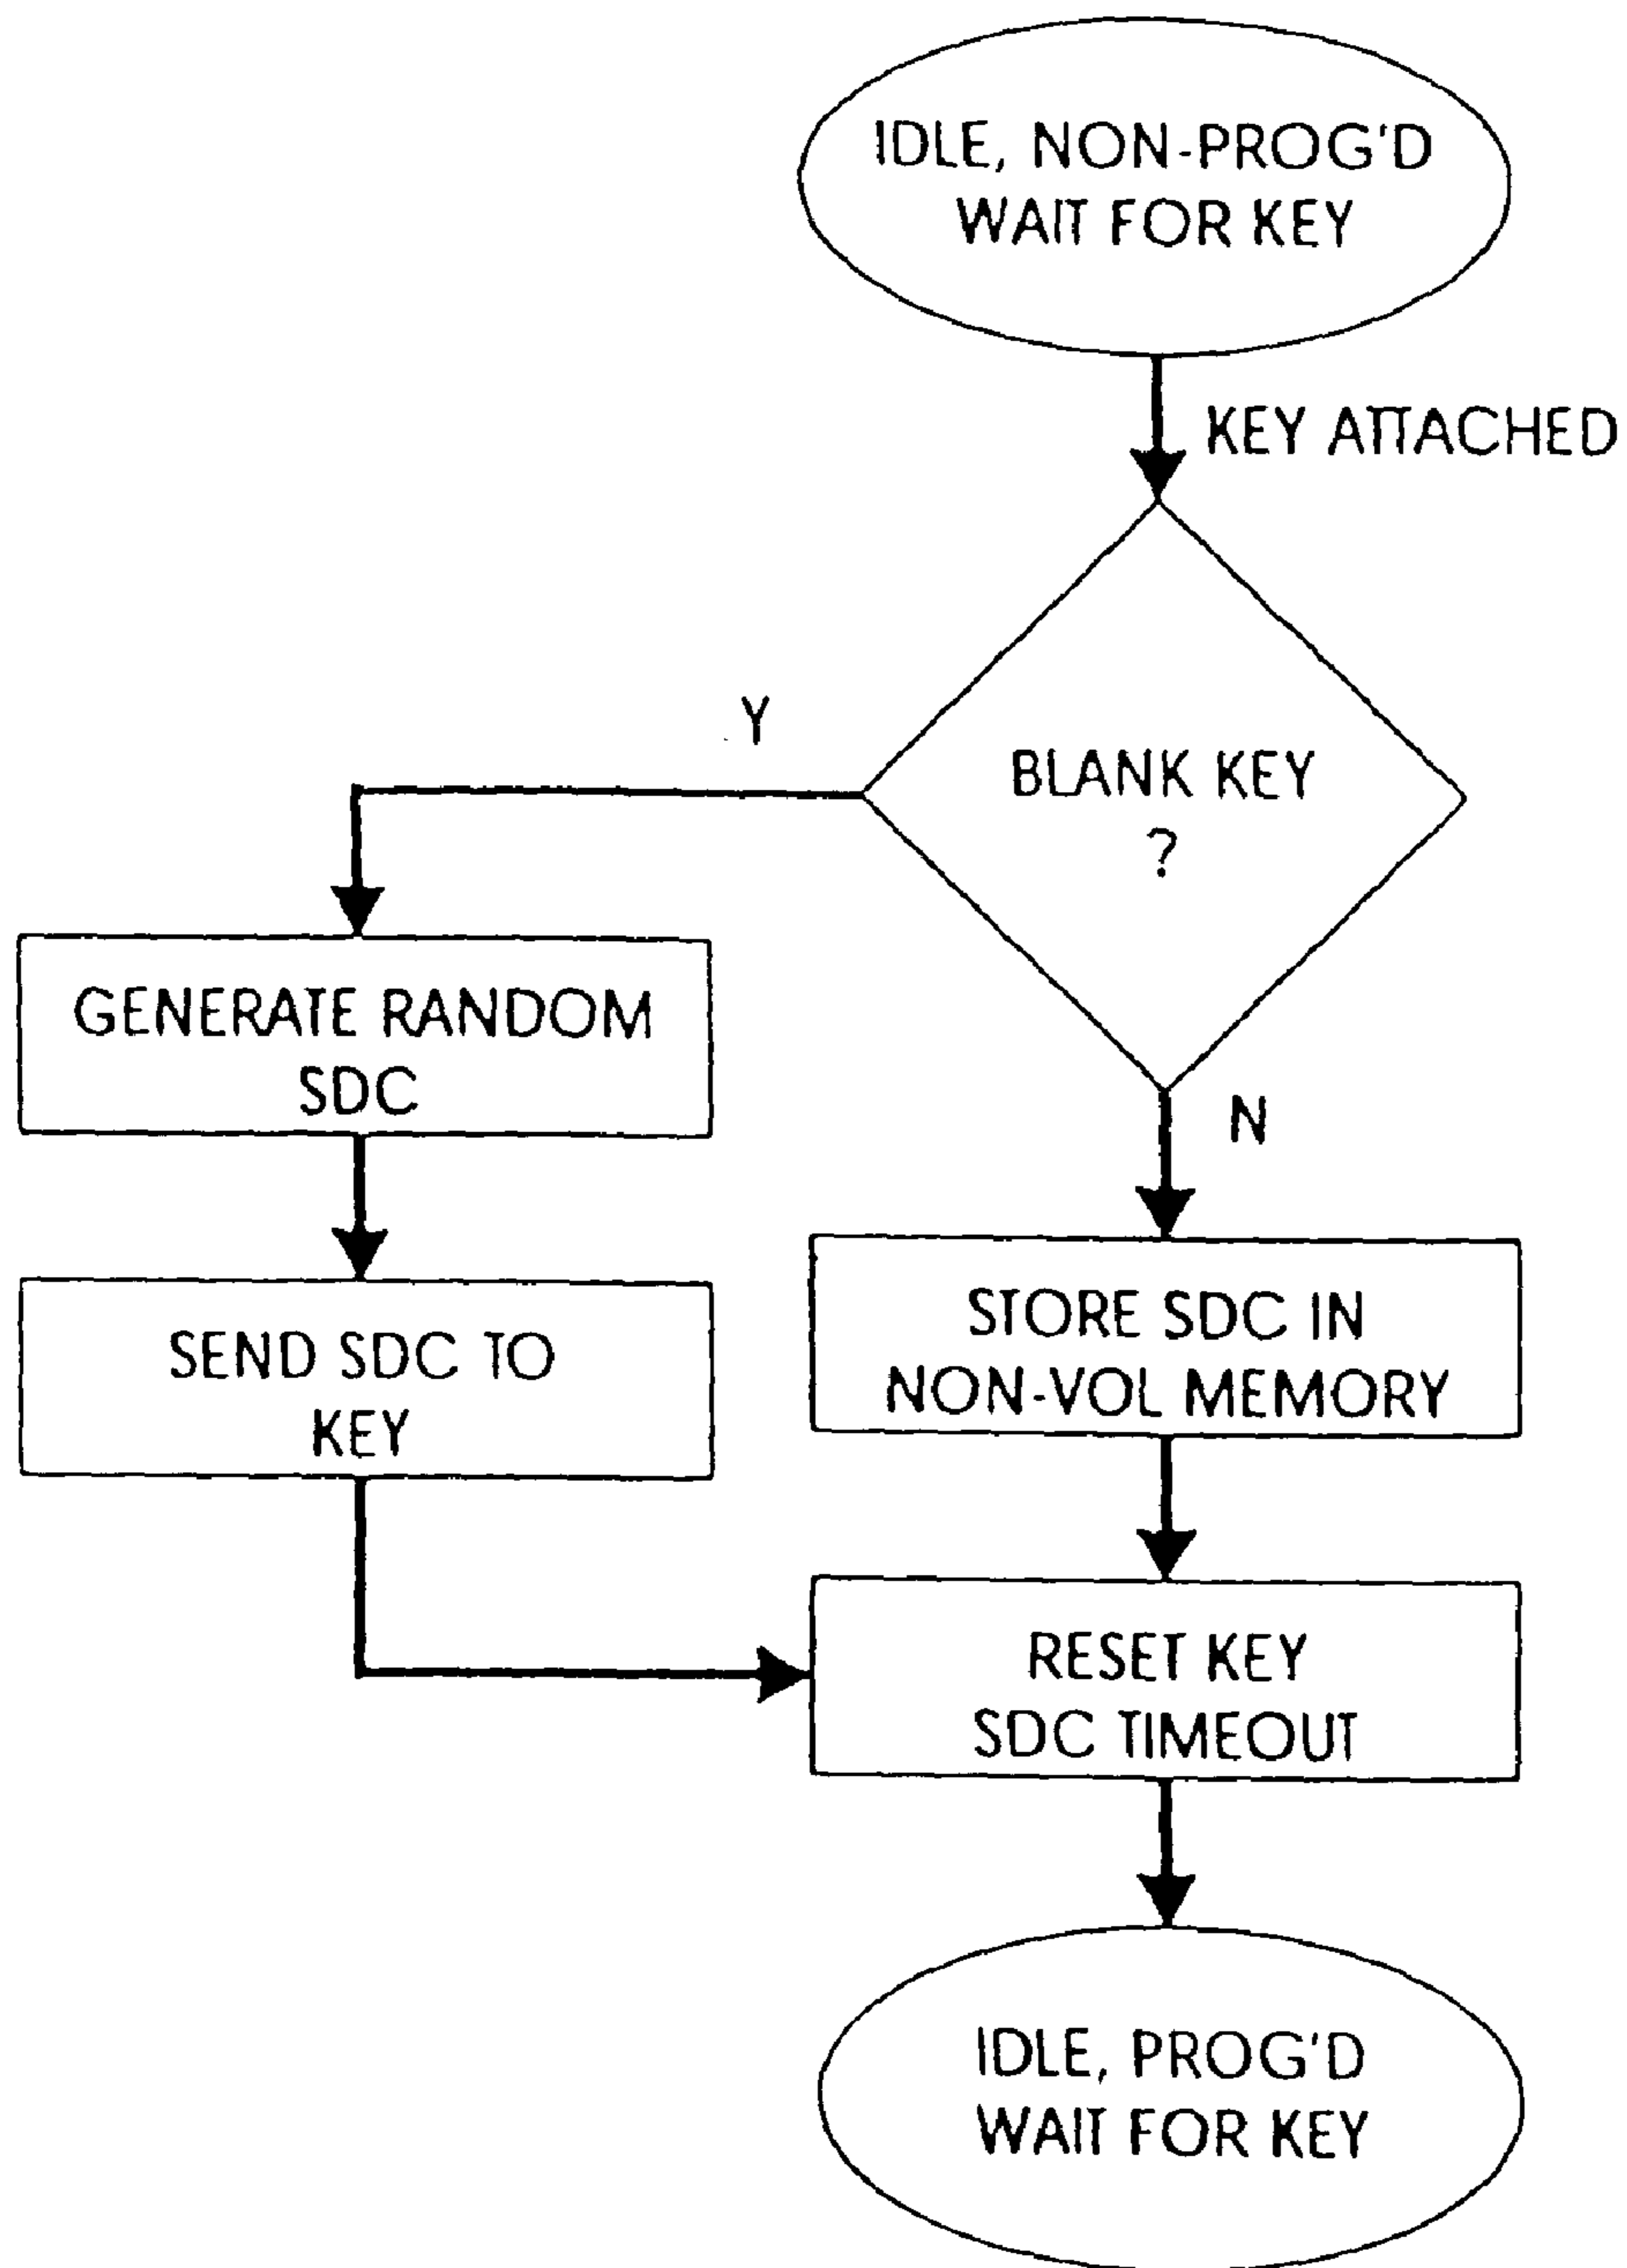 IDLE, NON-PROG'D
WAIT FOR KEY
KEY ATTACHED
BLANK KEY
?
Y
N
GENERATE RANDOM
SDC
SEND SDC TO
KEY
STORE SDC IN
NON-VOL MEMORY
RESET KEY
SDC TIMEOUT
IDLE, PROG'D
WAIT FOR KEY